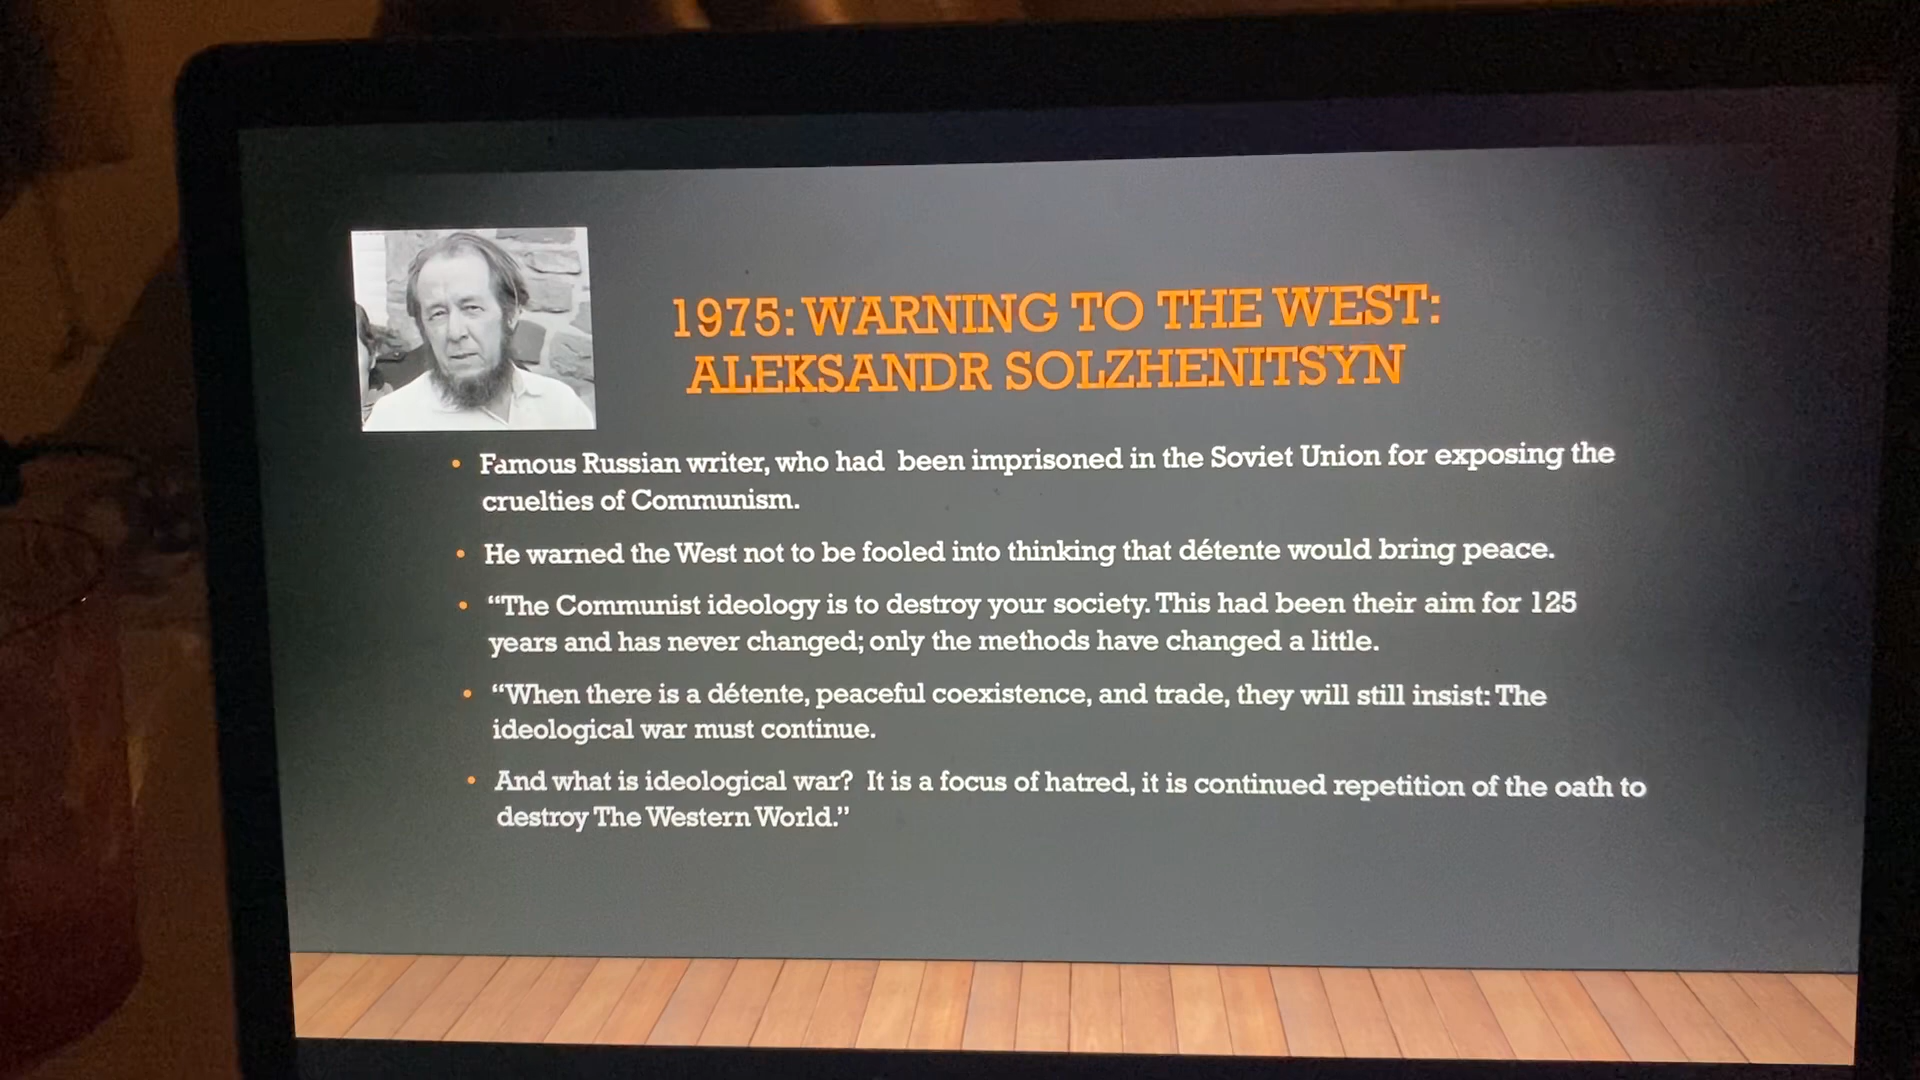 1975: WARNING TO THE WEST:
ALEKSANDR SOLZHENITSYN
• Famous Russian writer, who had been imprisoned in the Soviet Union for exposing the
cruelties of Communism.
• He warned the West not to be fooled into thinking that détente would bring peace.
• “The Communist ideology is to destroy your society. This had been their aim for 125
years and has never changed; only the methods have changed a little.
• “When there is a détente, peaceful coexistence, and trade, they will still insist: The
ideological war must continue.
• And what is ideological war? It is a focus of hatred, it is continued repetition of the oath to
destroy The Western World.”